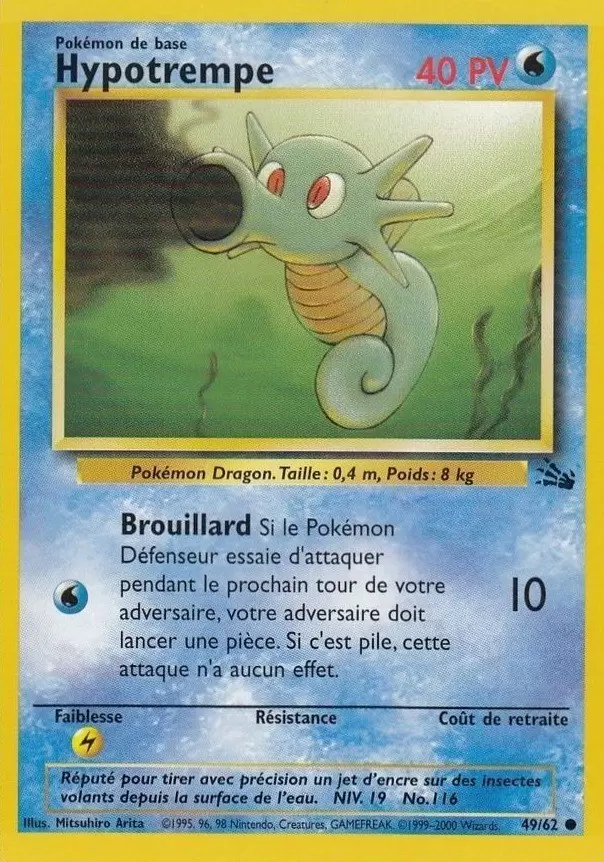 Pokémon de base
Hypotrempe 40 PV
Pokémon Dragon. Taille : 0,4 m, Poids : 8 kg
Brouillard Si le Pokémon
Défenseur essaie d'attaquer
pendant le prochain tour de votre
adversaire, votre adversaire doit
lancer une pièce. Si c'est pile, cette
attaque n'a aucun effet.
10
Faiblesse Résistance Coût de retraite
Réputé pour tirer avec précision un jet d'encre sur des insectes
volants depuis la surface de l'eau. NIV. 19 No.116
Illus. Mitsuhiro Arita ©1995, 96, 98 Nintendo, Creatures, GAMEFREAK. ©1999-2000 Wizards. 49/62